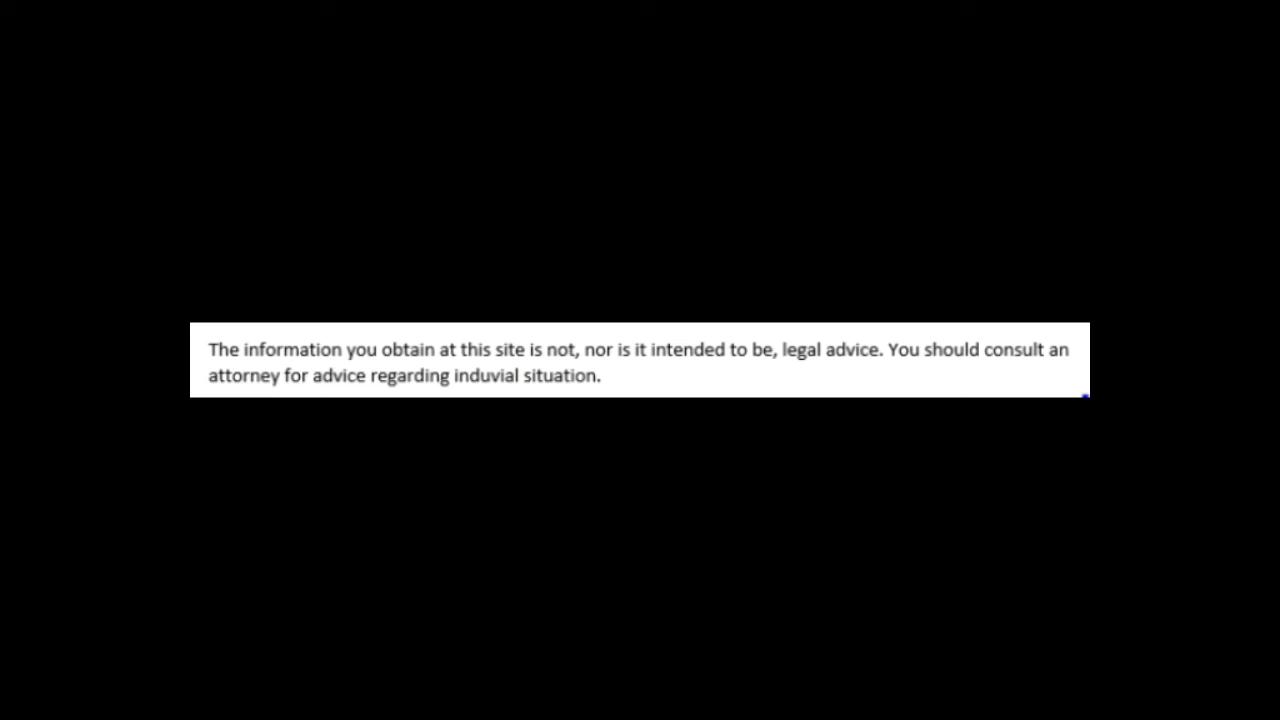 The information you obtain at this site is not, nor is it intended to be, legal advice. You should consult an
attorney for advice regarding induvial situation.